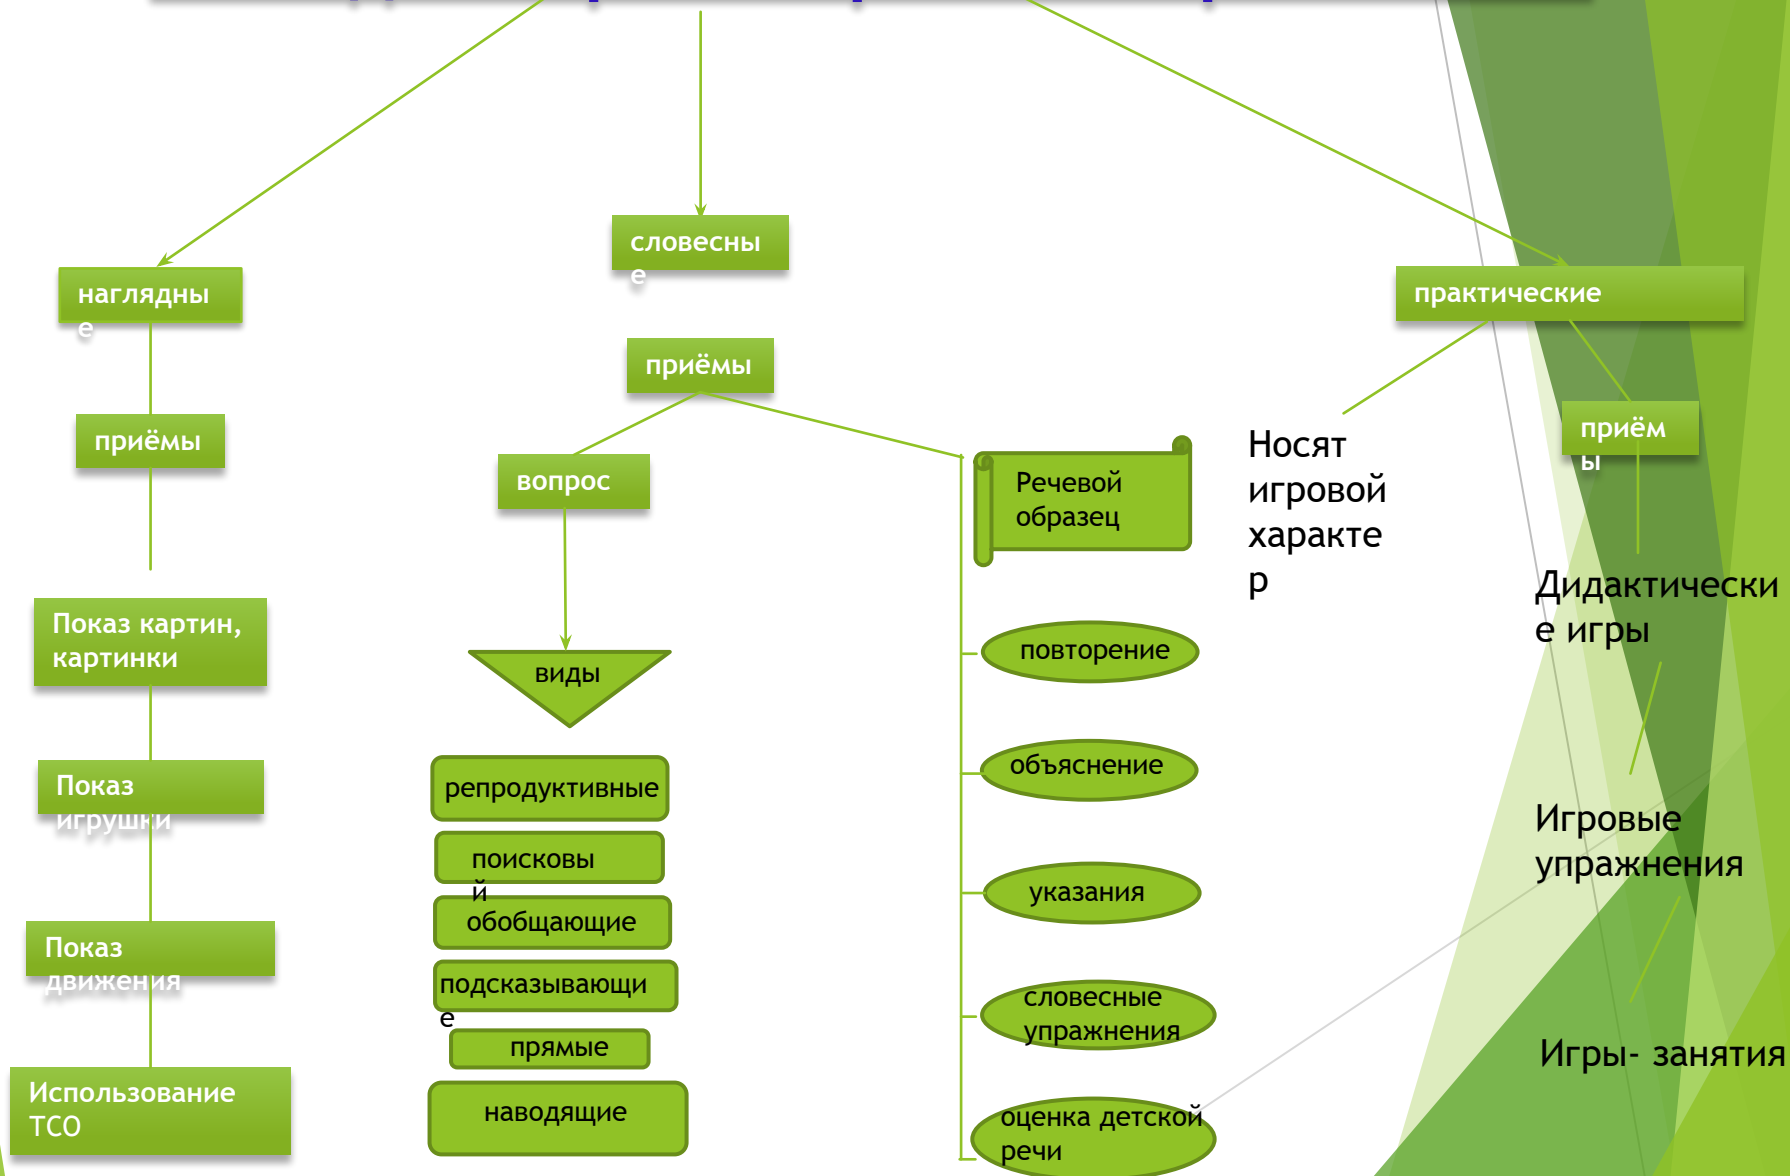 словесны
е
наглядны
е
практические
приёмы
приёмы
приём
ы
вопрос
Речевой
образец
Носят
игровой
характе
р
Дидактически
е игры
Показ картин,
картинки
виды
повторение
Показ
игрушки
репродуктивные
объяснение
поисковы
й
Игровые
упражнения
обобщающие
указания
Показ
движения
подсказывающи
е
словесные
упражнения
прямые
Игры- занятия
Использование
ТСО
наводящие
оценка детской
речи